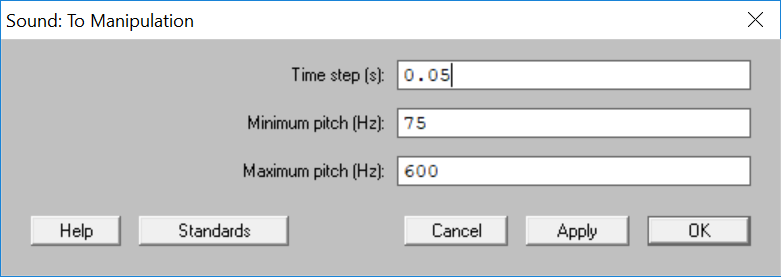 Sound: To Manipulation
Time step (s): 0.05
Minimum pitch (Hz): 75
Maximum pitch (Hz): 600
Help Standards Cancel Apply OK